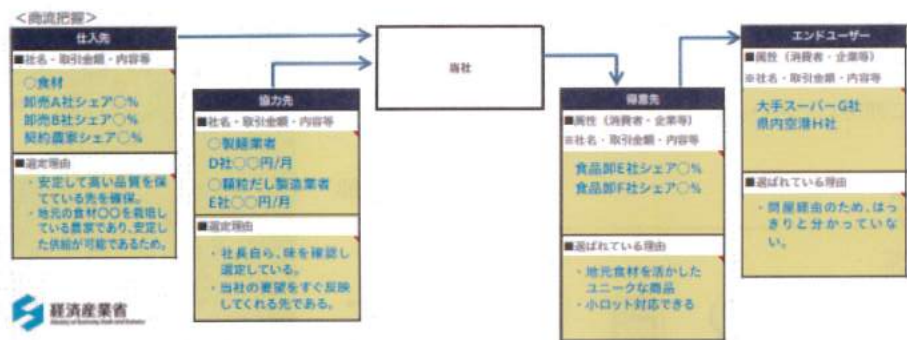 ＜商流把握＞
仕入先
■社名・取引金額・内容等
○食材
卸売A社シェア○％
卸売B社シェア○％
契約農家シェア○％
■選定理由
・安定して高い品質を保てている先を確保。
・地元の食材○○を栽培している農家であり、安定した供給が可能であるため。
協力先
■社名・取引金額・内容等
○製麺業者
D社○○円/月
○顆粒だし製造業者
E社○○円/月
■選定理由
・社長自ら、味を確認し選定している。
・当社の要望をすぐ反映してくれる先である。
当社
得意先
■属性（消費者・企業等）
※社名・取引金額・内容等
食品卸E社シェア○％
食品卸F社シェア○％
■選ばれている理由
・地元食材を活かしたユニークな商品
・小ロット対応できる
エンドユーザー
■属性（消費者・企業等）
※社名・取引金額・内容等
大手スーパーG社
県内空港H社
■選ばれている理由
・問屋経由のため、はっきりと分かっていない。
経済産業省
Ministry of Economy, Trade and Industry